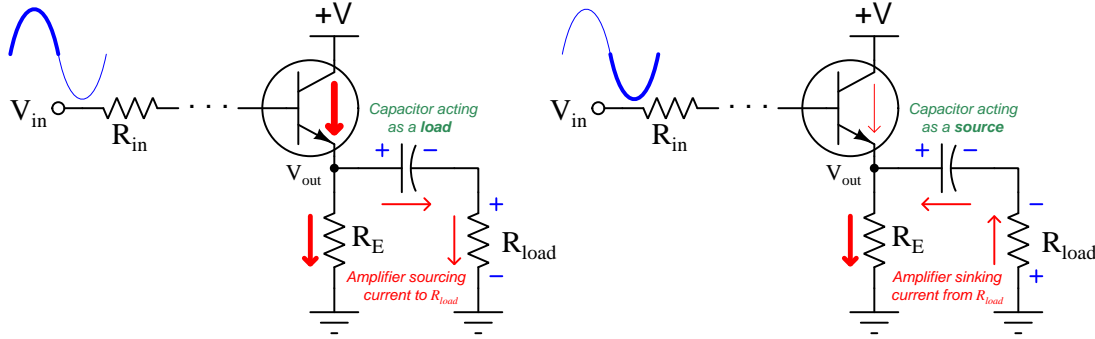 +V
V_in
R_in
. . .
Capacitor acting
as a load
+ −
V_out
+
R_E
R_load
−
Amplifier sourcing
current to R_load
+V
V_in
R_in
. . .
Capacitor acting
as a source
+ −
V_out
−
R_E
R_load
+
Amplifier sinking
current from R_load